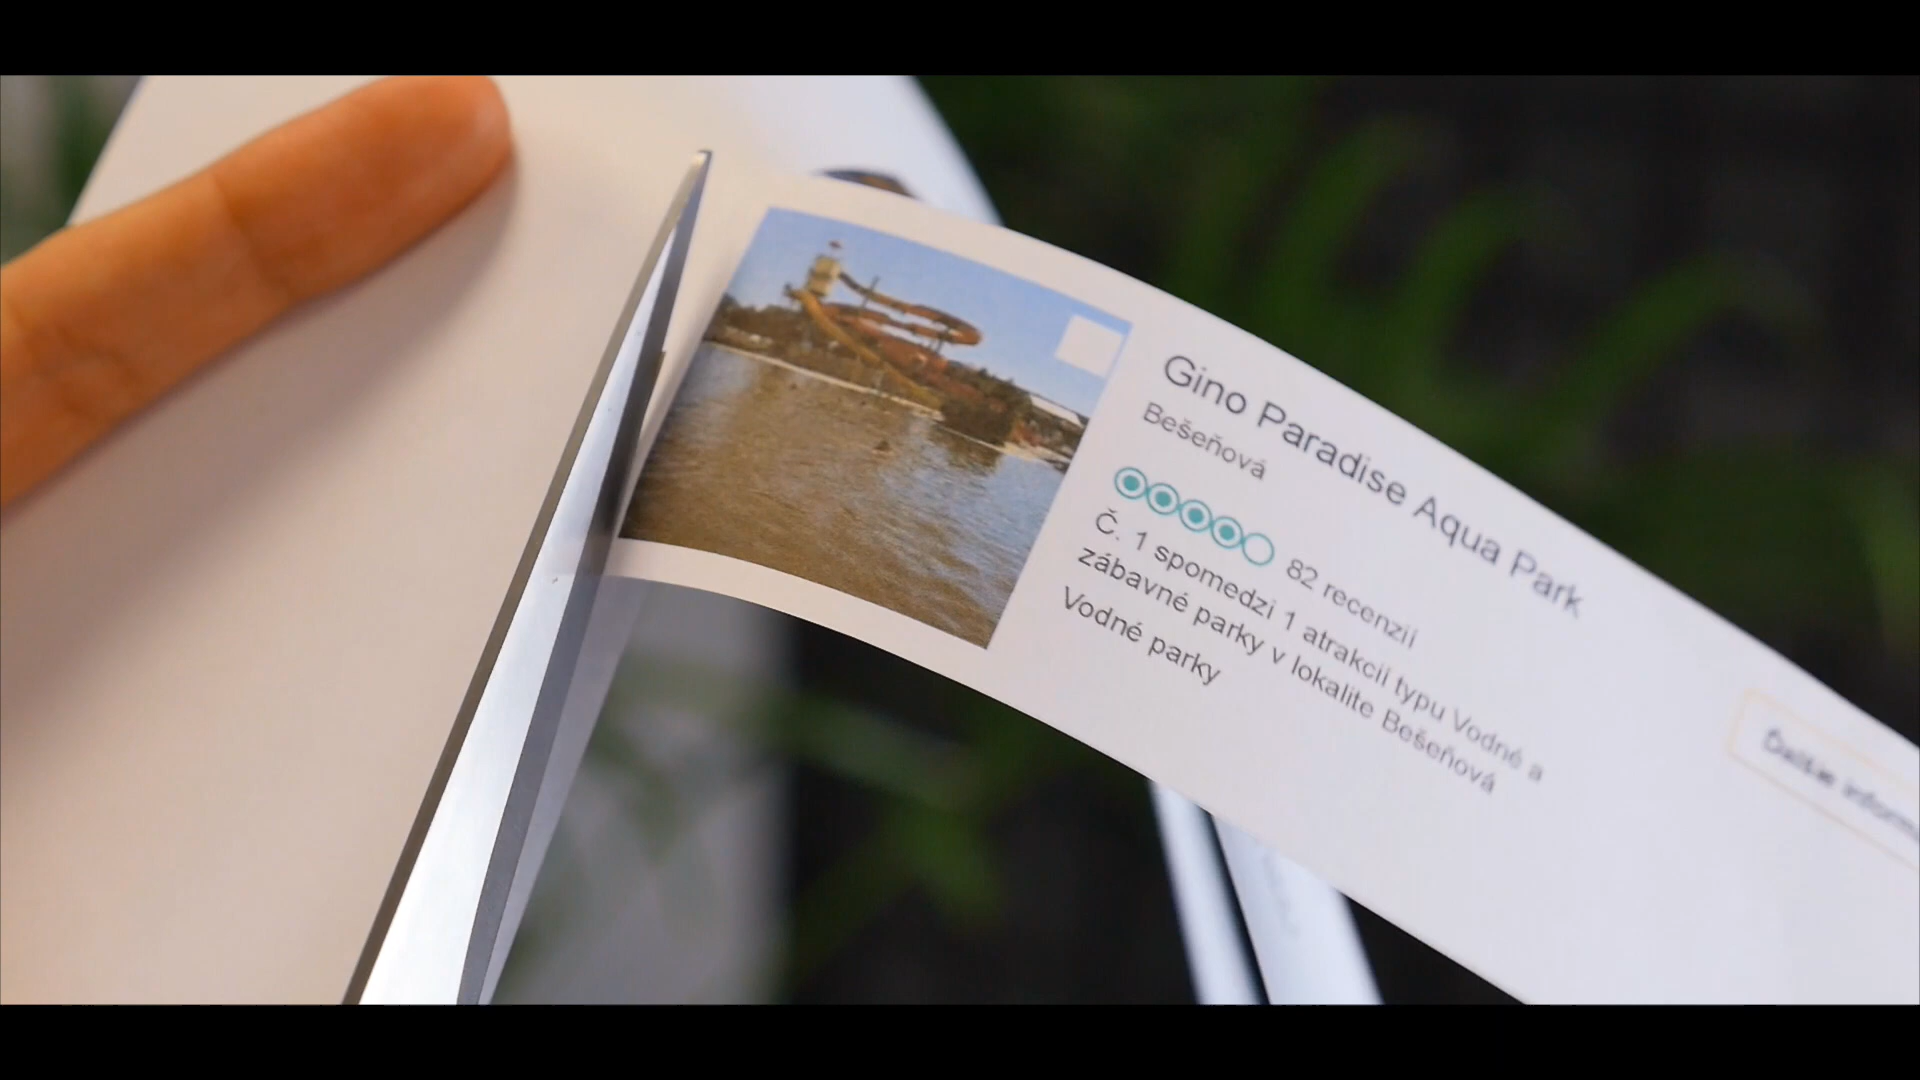 Gino Paradise Aqua Park
Bešeňová
82 recenzií
Č. 1 spomedzi 1 atrakcií typu Vodné a
zábavné parky v lokalite Bešeňová
Vodné parky
Ďalšie